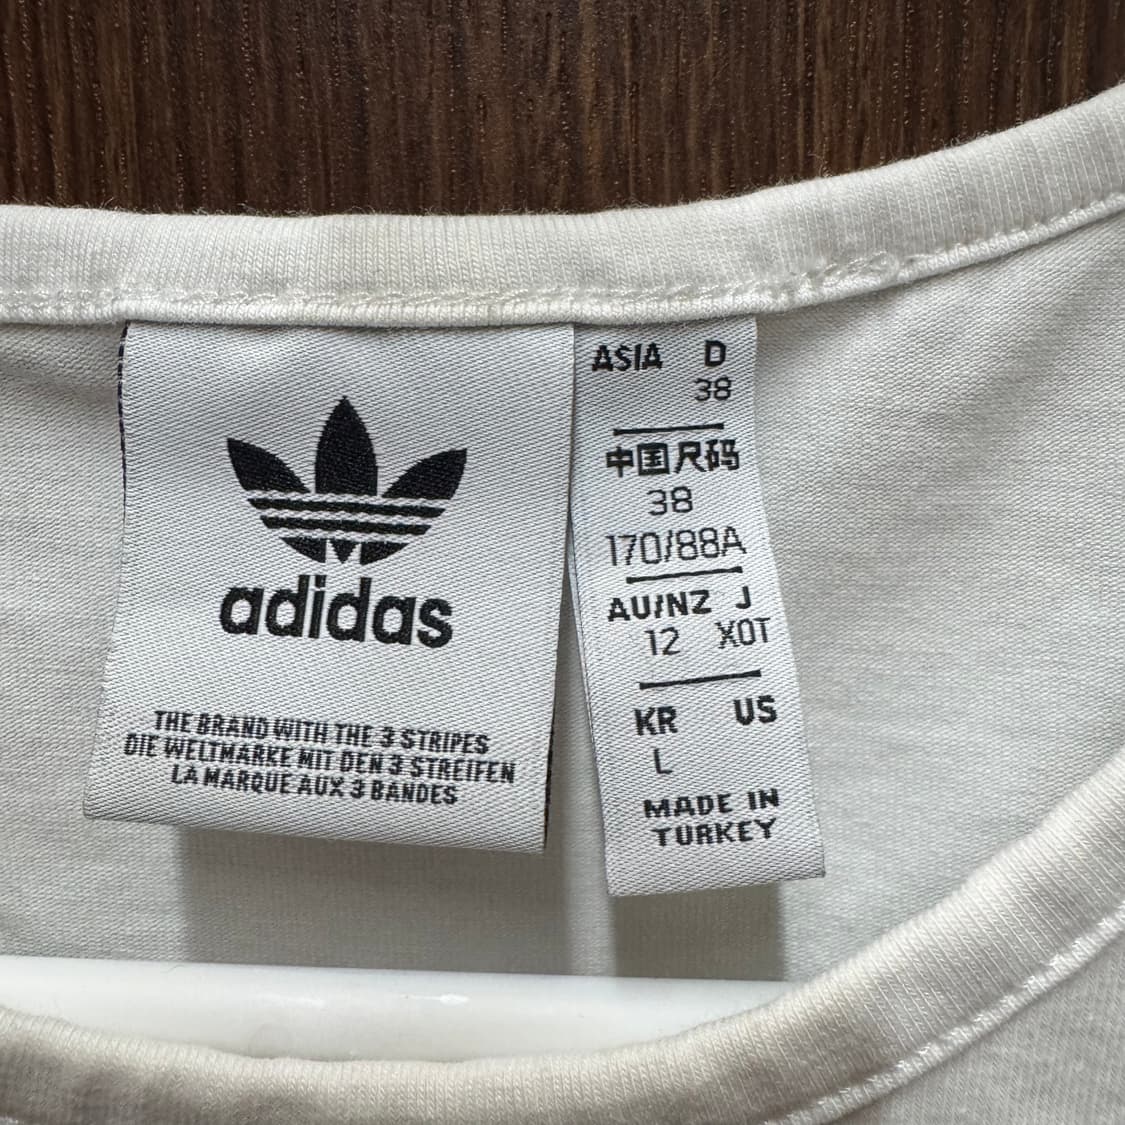 adidas
THE BRAND WITH THE 3 STRIPES
DIE WELTMARKE MIT DEN 3 STREIFEN
LA MARQUE AUX 3 BANDES
ASIA D
38
中国尺码
38
170/88A
AU/NZ J
12 XOT
KR US
L
MADE IN
TURKEY